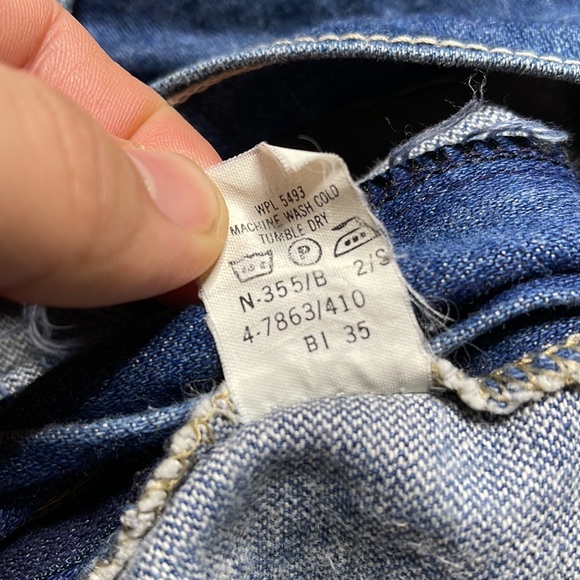 WPL 5493
MACHINE WASH COLD
TUMBLE DRY
P
N-355/B 2/S
4-7863/410
BI 35